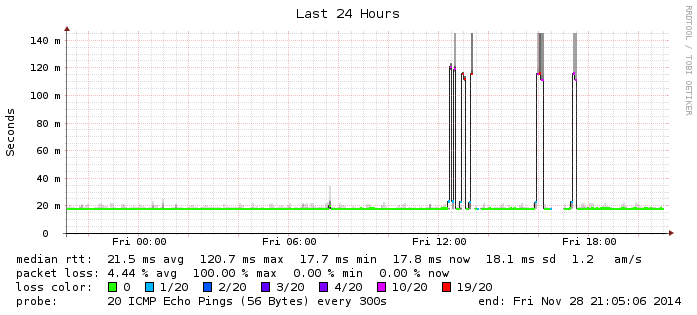 Last 24 Hours
RRDTOOL / TOBI OETIKER
Seconds
140 m
120 m
100 m
80 m
60 m
40 m
20 m
0
Fri 00:00 Fri 06:00 Fri 12:00 Fri 18:00
median rtt: 21.5 ms avg 120.7 ms max 17.7 ms min 17.8 ms now 18.1 ms sd 1.2 am/s
packet loss: 4.44 % avg 100.00 % max 0.00 % min 0.00 % now
loss color: 0 1/20 2/20 3/20 4/20 10/20 19/20
probe: 20 ICMP Echo Pings (56 Bytes) every 300s end: Fri Nov 28 21:05:06 2014